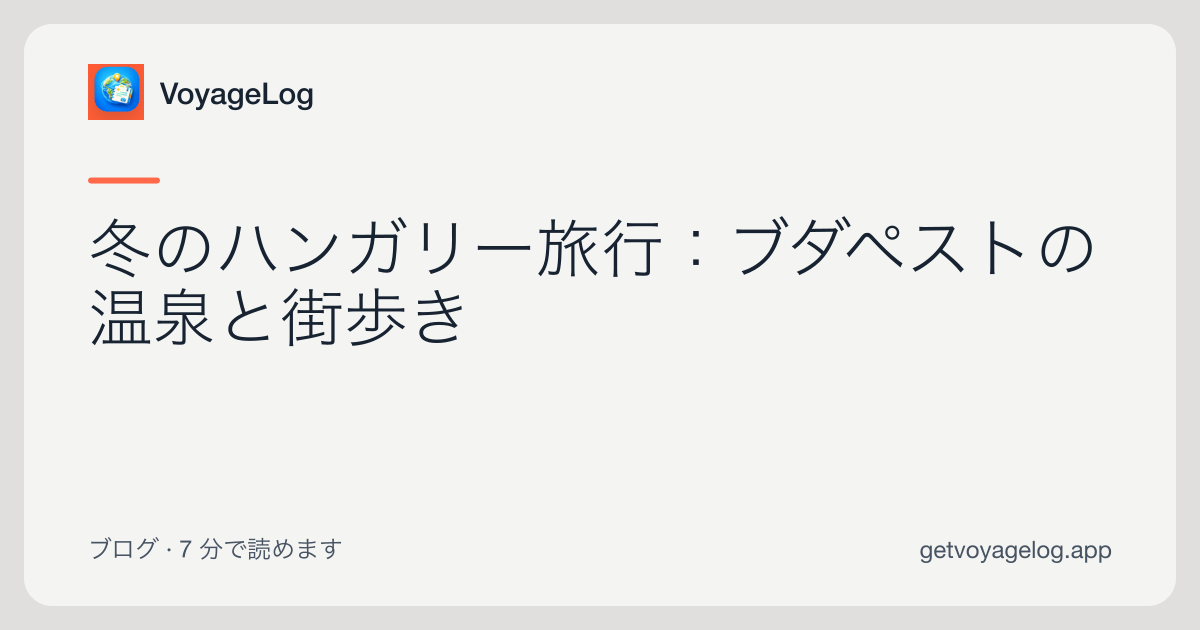 VoyageLog
冬のハンガリー旅行：ブダペストの
温泉と街歩き
ブログ · 7 分で読めます
getvoyagelog.app